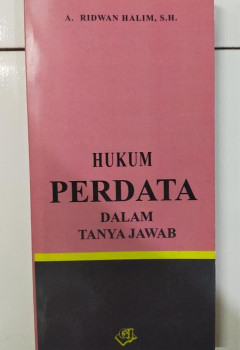 A. RIDWAN HALIM, S.H.
HUKUM
PERDATA
DALAM
TANYA JAWAB